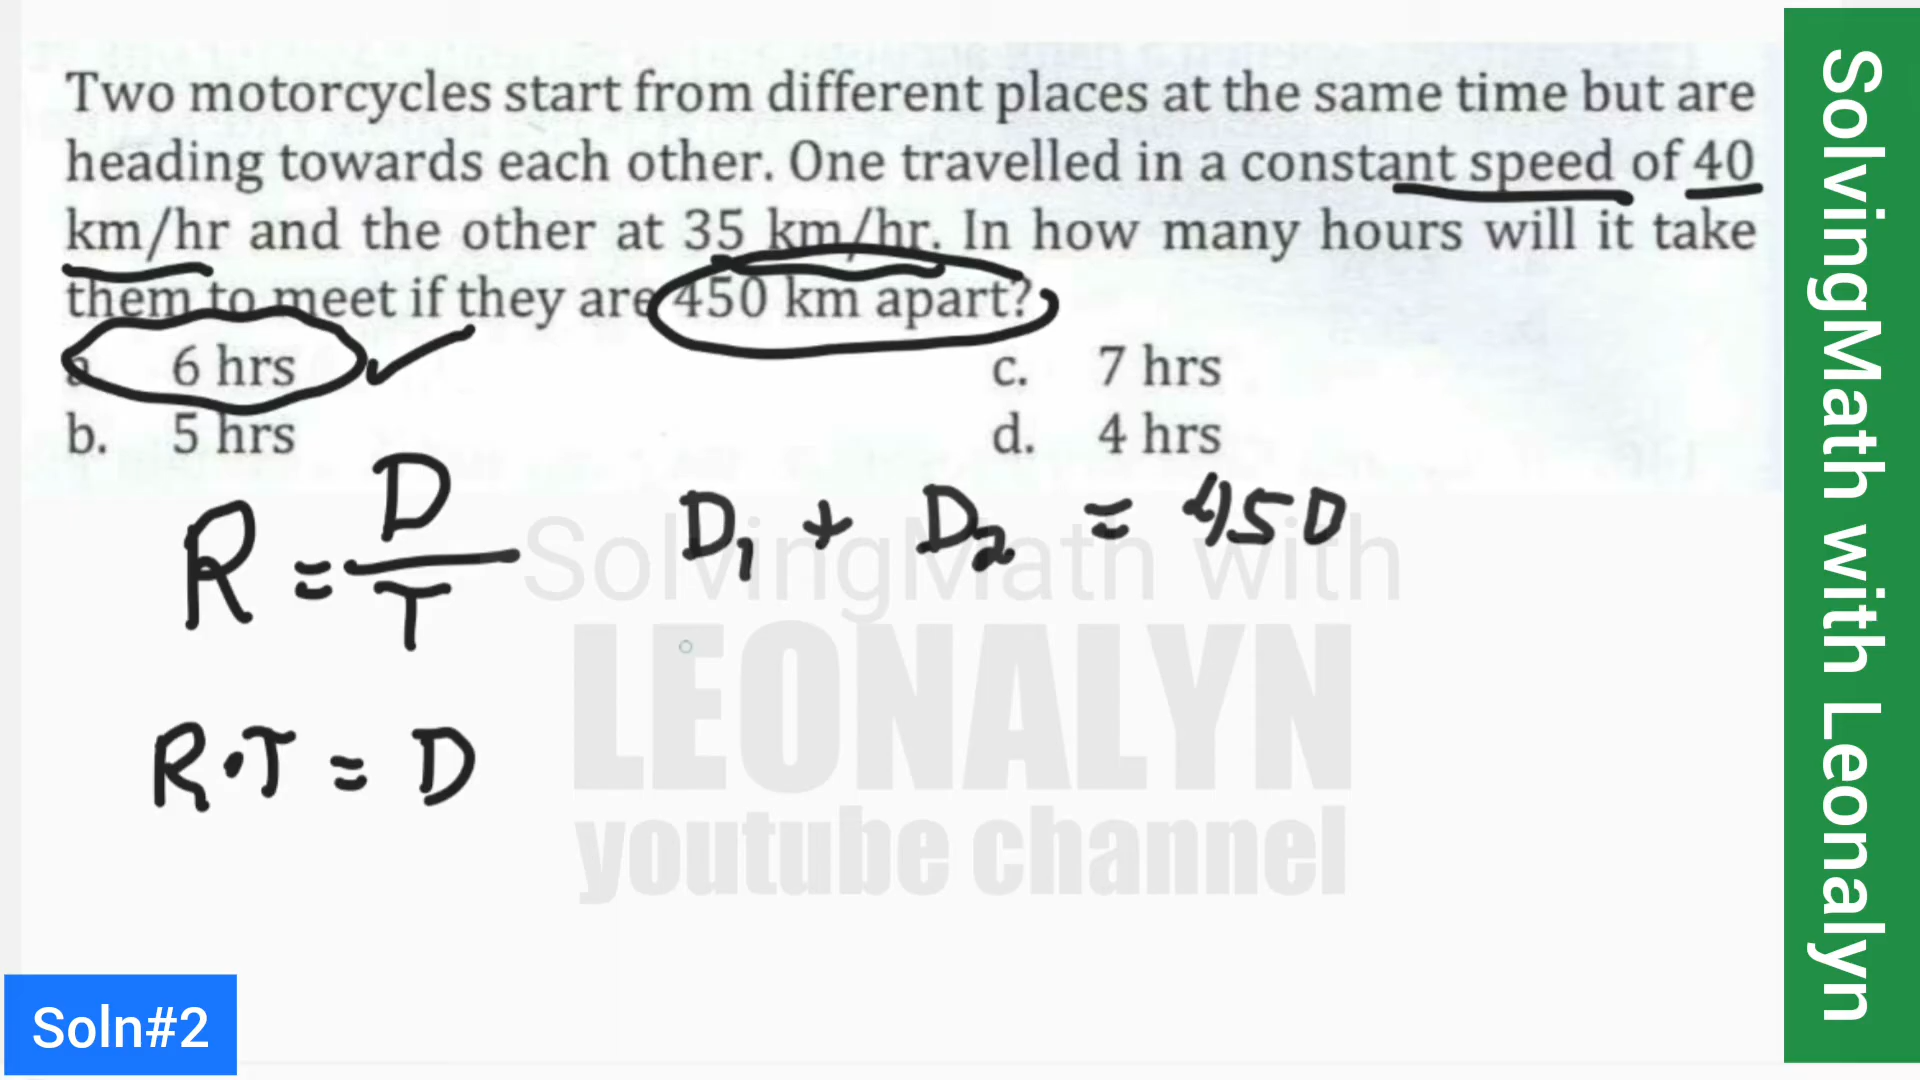 Two motorcycles start from different places at the same time but are
heading towards each other. One travelled in a constant speed of 40
km/hr and the other at 35 km/hr. In how many hours will it take
them to meet if they are 450 km apart?
a. 6 hrs
c. 7 hrs
b. 5 hrs
d. 4 hrs
R = D/T
D₁ + D₂ = 450
R·T = D
SolvingMath with
LEONALYN
youtube channel
Soln#2
SolvingMath with Leonalyn